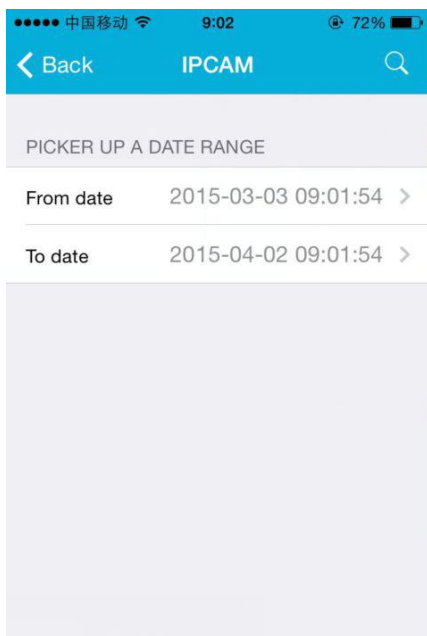 中国移动 9:02 72%
Back IPCAM
PICKER UP A DATE RANGE
From date 2015-03-03 09:01:54
To date 2015-04-02 09:01:54